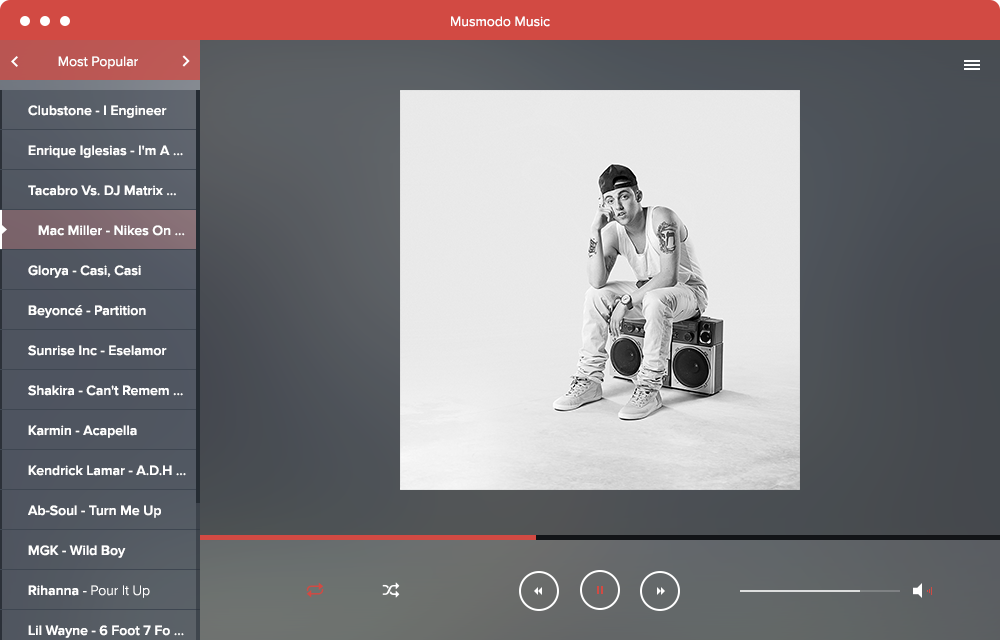 Musmodo Music
Most Popular
Clubstone - I Engineer
Enrique Iglesias - I'm A ...
Tacabro Vs. DJ Matrix ...
Mac Miller - Nikes On ...
Glorya - Casi, Casi
Beyoncé - Partition
Sunrise Inc - Eselamor
Shakira - Can't Remem ...
Karmin - Acapella
Kendrick Lamar - A.D.H ...
Ab-Soul - Turn Me Up
MGK - Wild Boy
Rihanna - Pour It Up
Lil Wayne - 6 Foot 7 Fo ...